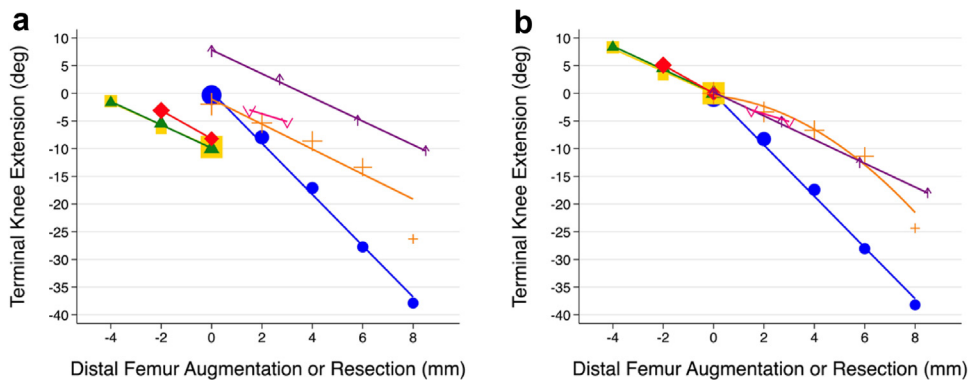 a
Terminal Knee Extension (deg)
10
5
0
-5
-10
-15
-20
-25
-30
-35
-40
-4 -2 0 2 4 6 8
Distal Femur Augmentation or Resection (mm)
b
Terminal Knee Extension (deg)
10
5
0
-5
-10
-15
-20
-25
-30
-35
-40
-4 -2 0 2 4 6 8
Distal Femur Augmentation or Resection (mm)